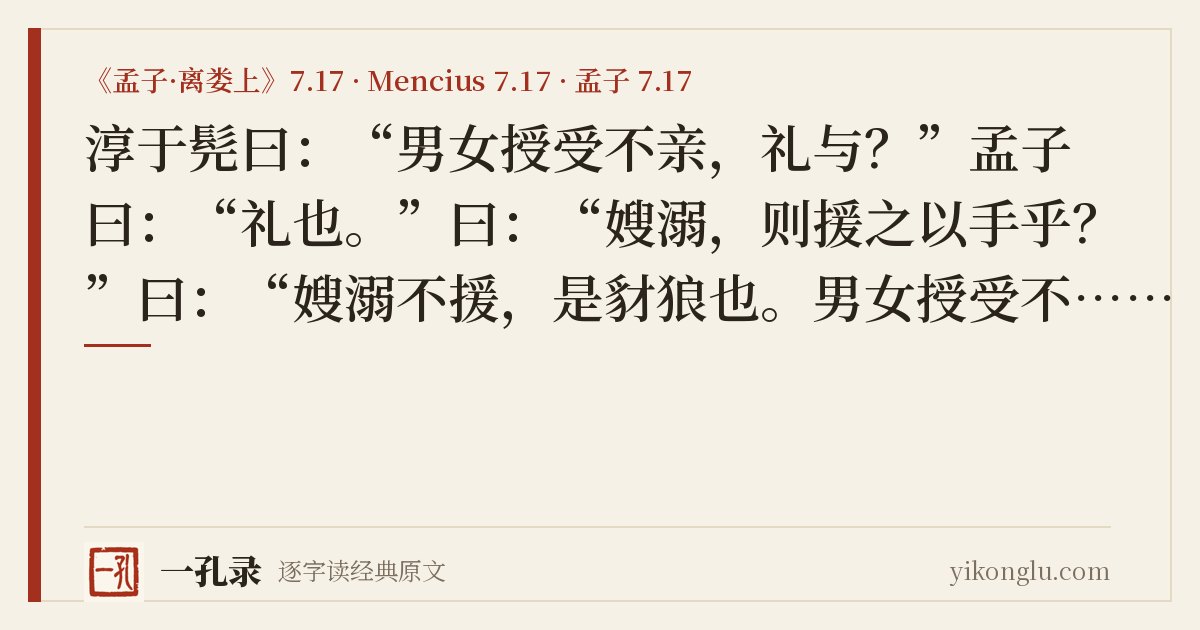 《孟子·离娄上》7.17 · Mencius 7.17 · 孟子 7.17
淳于髡曰：“男女授受不亲，礼与？”孟子
曰：“礼也。”曰：“嫂溺，则援之以手乎？
”曰：“嫂溺不援，是豺狼也。男女授受不……
一孔
一孔录 逐字读经典原文
yikonglu.com